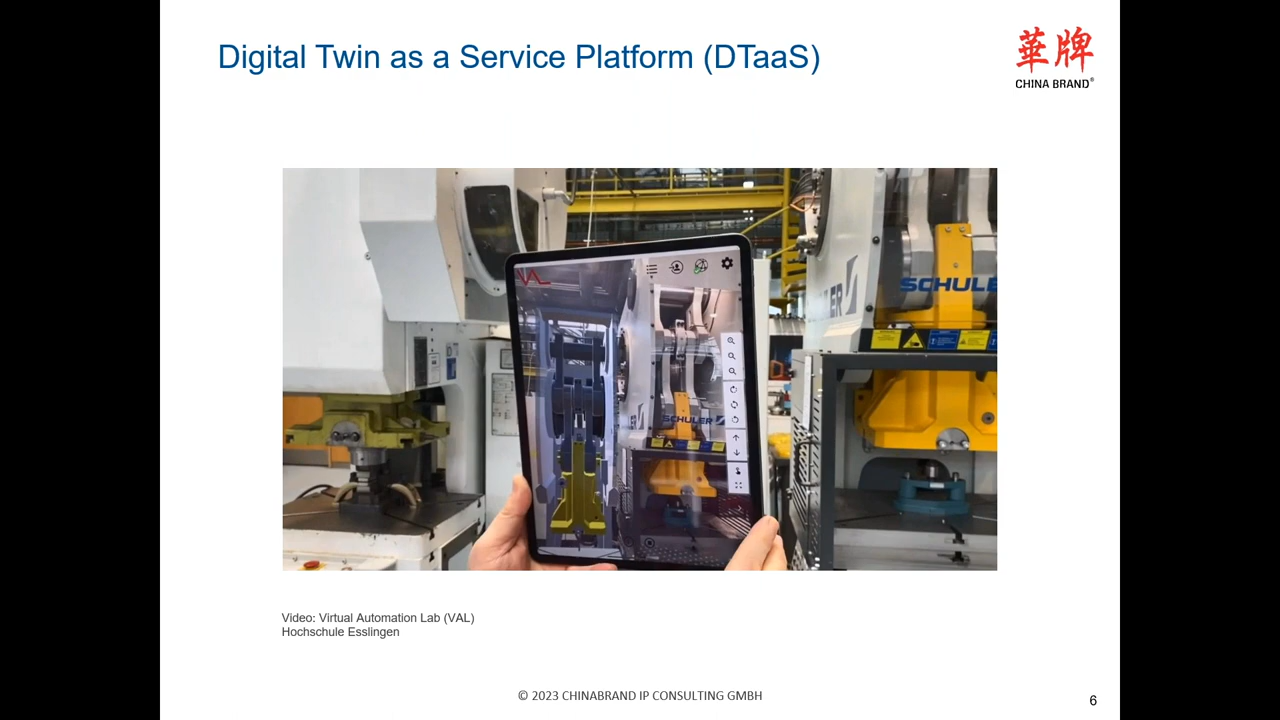 Digital Twin as a Service Platform (DTaaS)
華牌
CHINA BRAND®
SCHULE
LER
SCHULER
Video: Virtual Automation Lab (VAL)
Hochschule Esslingen
© 2023 CHINABRAND IP CONSULTING GMBH
6